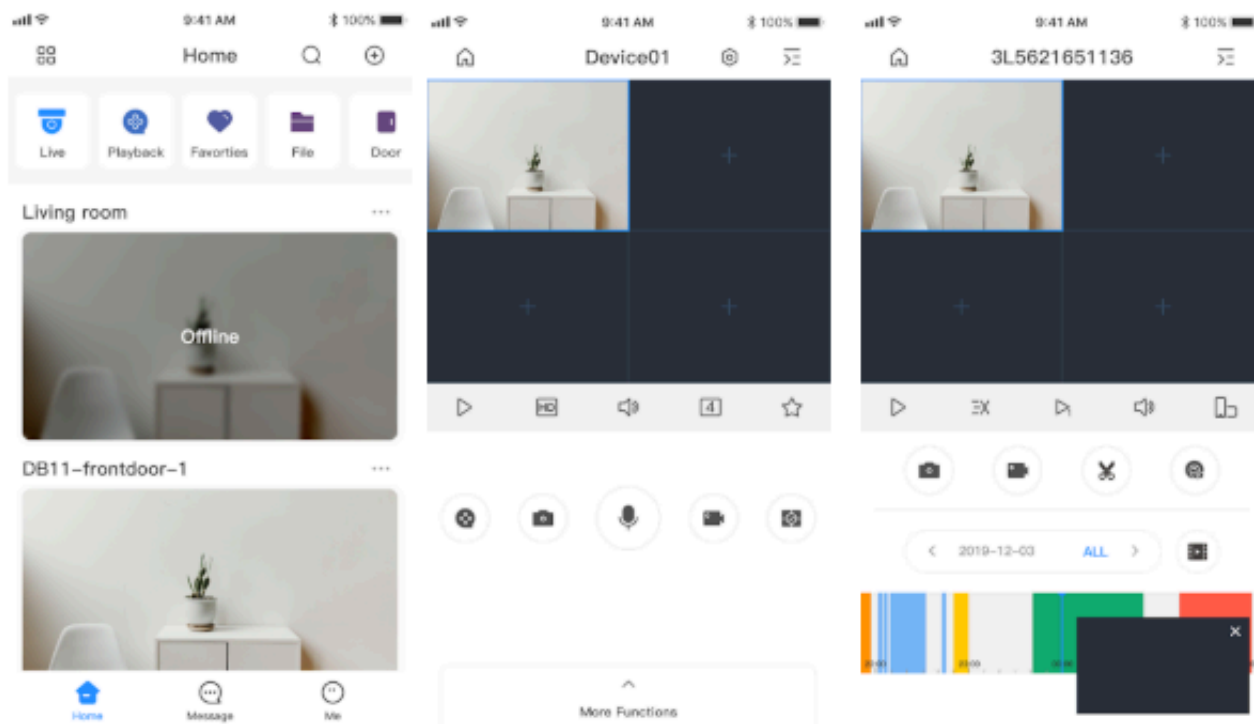 9:41 AM
100%
Home
Live
Playback
Favorties
File
Door
Living room
Offline
DB11-frontdoor-1
Home
Message
Me
9:41 AM
100%
Device01
HD
4
More Functions
9:41 AM
100%
3L5621651136
2019-12-03
ALL